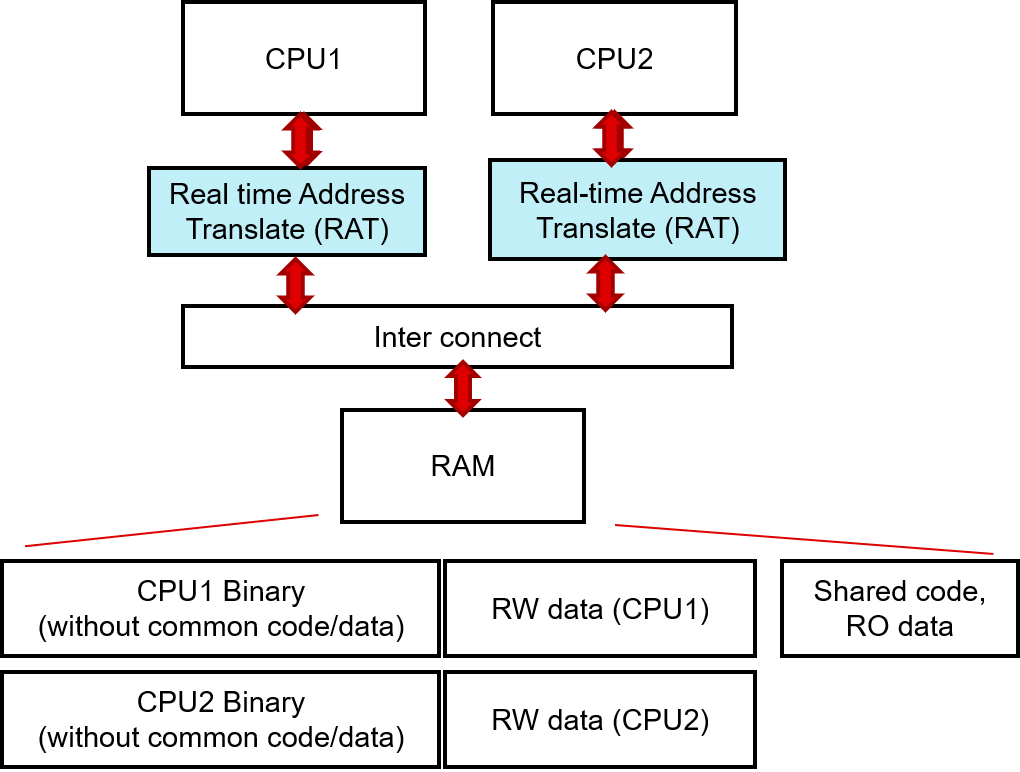 CPU1
CPU2
Real time Address
Translate (RAT)
Real-time Address
Translate (RAT)
Inter connect
RAM
CPU1 Binary
(without common code/data)
RW data (CPU1)
Shared code,
RO data
CPU2 Binary
(without common code/data)
RW data (CPU2)